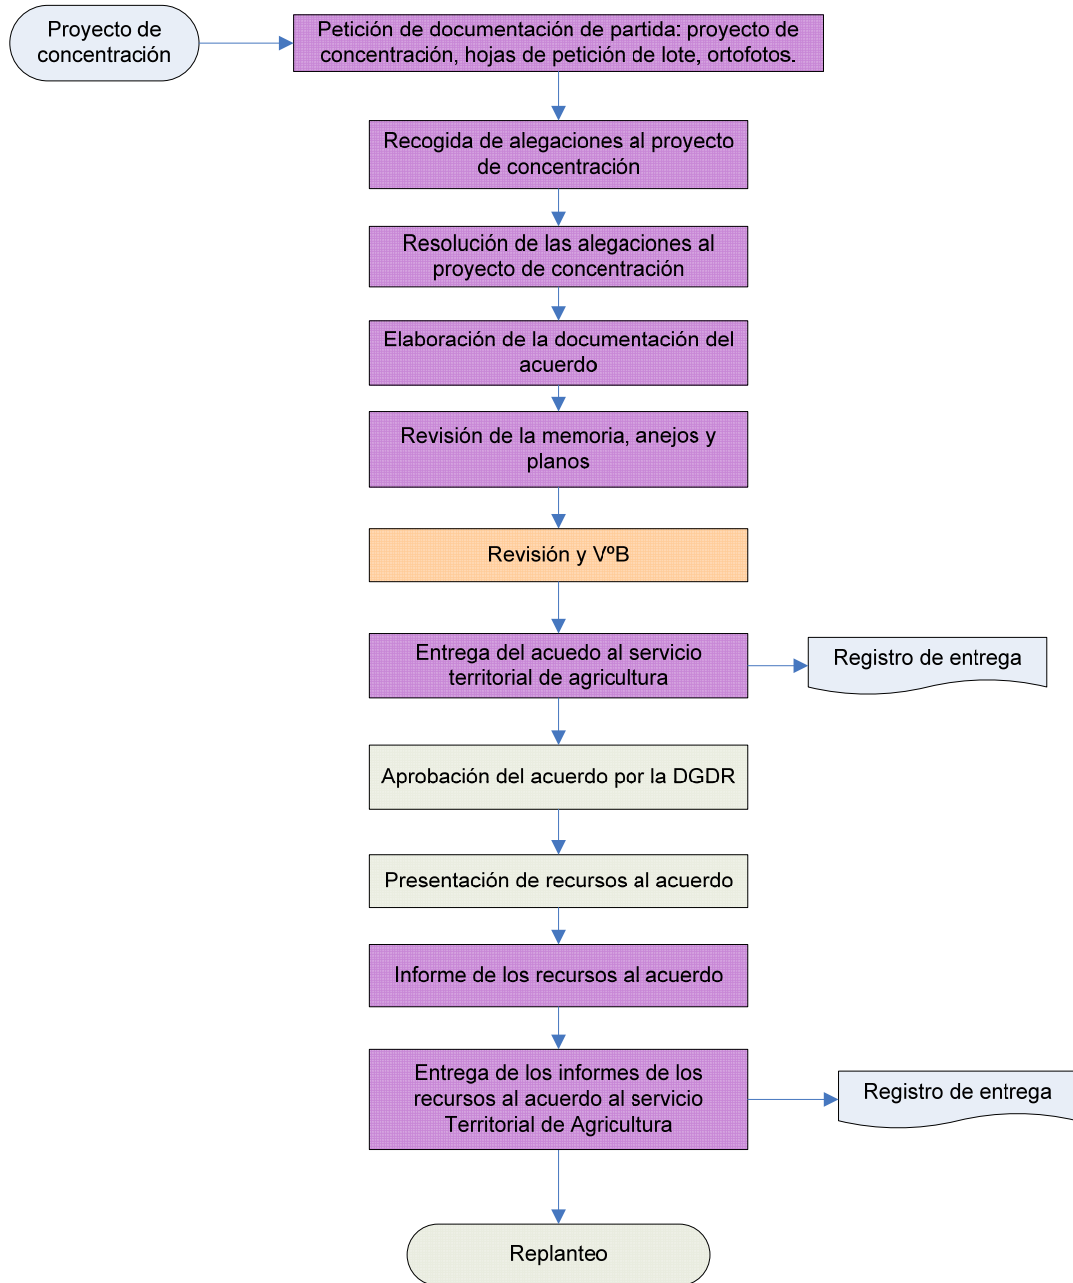 Proyecto de
concentración
Petición de documentación de partida: proyecto de
concentración, hojas de petición de lote, ortofotos.
Recogida de alegaciones al proyecto
de concentración
Resolución de las alegaciones al
proyecto de concentración
Elaboración de la documentación del
acuerdo
Revisión de la memoria, anejos y
planos
Revisión y VºB
Entrega del acuedo al servicio
territorial de agricultura
Registro de entrega
Aprobación del acuerdo por la DGDR
Presentación de recursos al acuerdo
Informe de los recursos al acuerdo
Entrega de los informes de los
recursos al acuerdo al servicio
Territorial de Agricultura
Registro de entrega
Replanteo